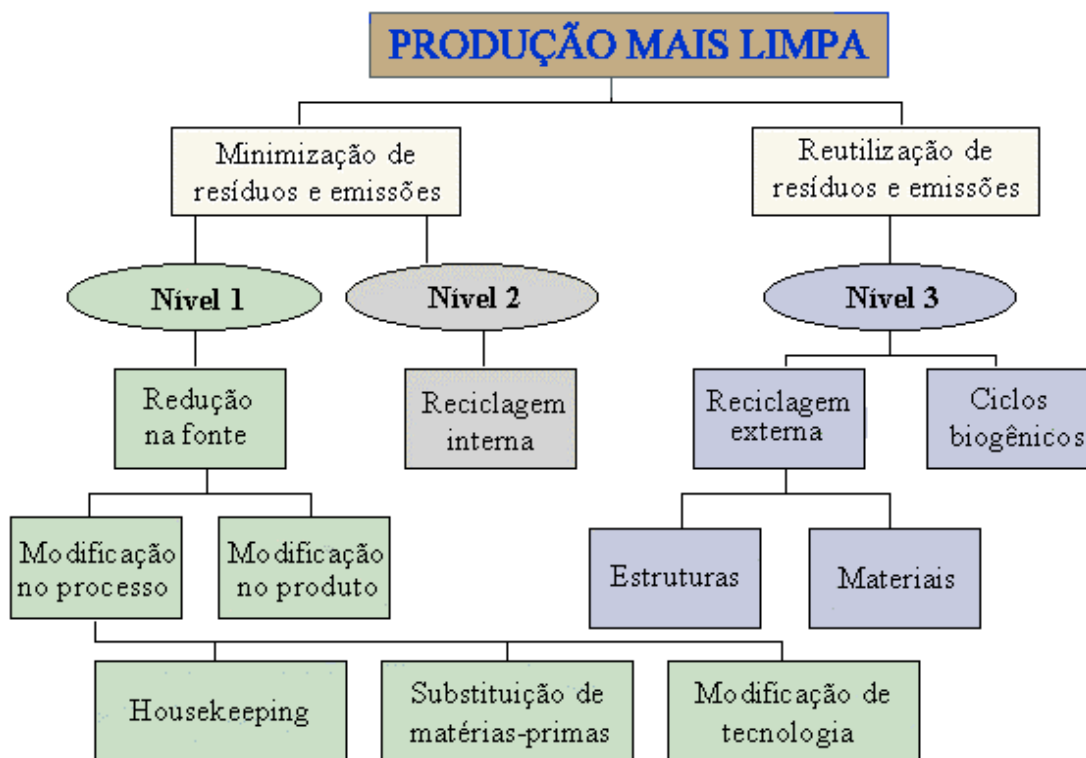 PRODUÇÃO MAIS LIMPA
Minimização de
resíduos e emissões
Reutilização de
resíduos e emissões
Nível 1
Nível 2
Nível 3
Redução
na fonte
Reciclagem
interna
Reciclagem
externa
Ciclos
biogênicos
Modificação
no processo
Modificação
no produto
Estruturas
Materiais
Housekeeping
Substituição de
matérias-primas
Modificação de
tecnologia